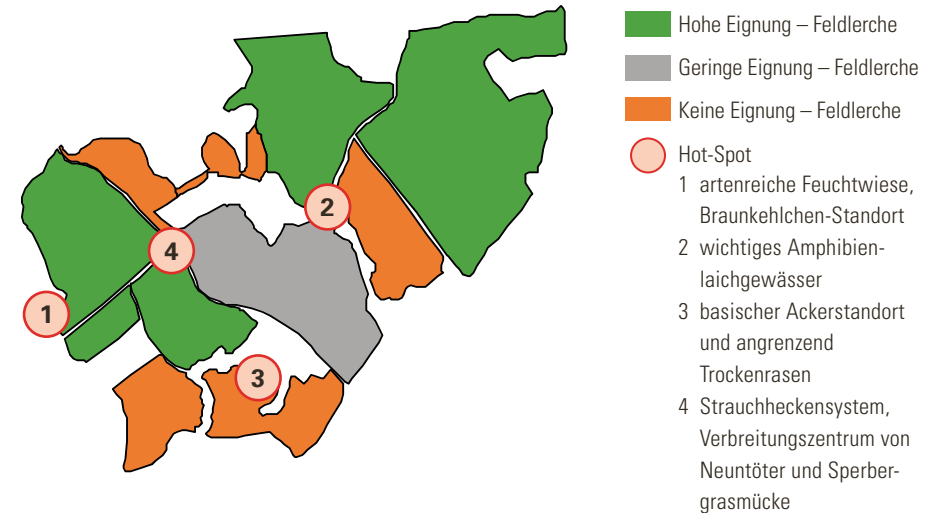 Hohe Eignung – Feldlerche
Geringe Eignung – Feldlerche
Keine Eignung – Feldlerche
Hot-Spot
1 artenreiche Feuchtwiese,
Braunkehlchen-Standort
2 wichtiges Amphibien-
laichgewässer
3 basischer Ackerstandort
und angrenzend
Trockenrasen
4 Strauchheckensystem,
Verbreitungszentrum von
Neuntöter und Sperber-
grasmücke
2
4
1
3